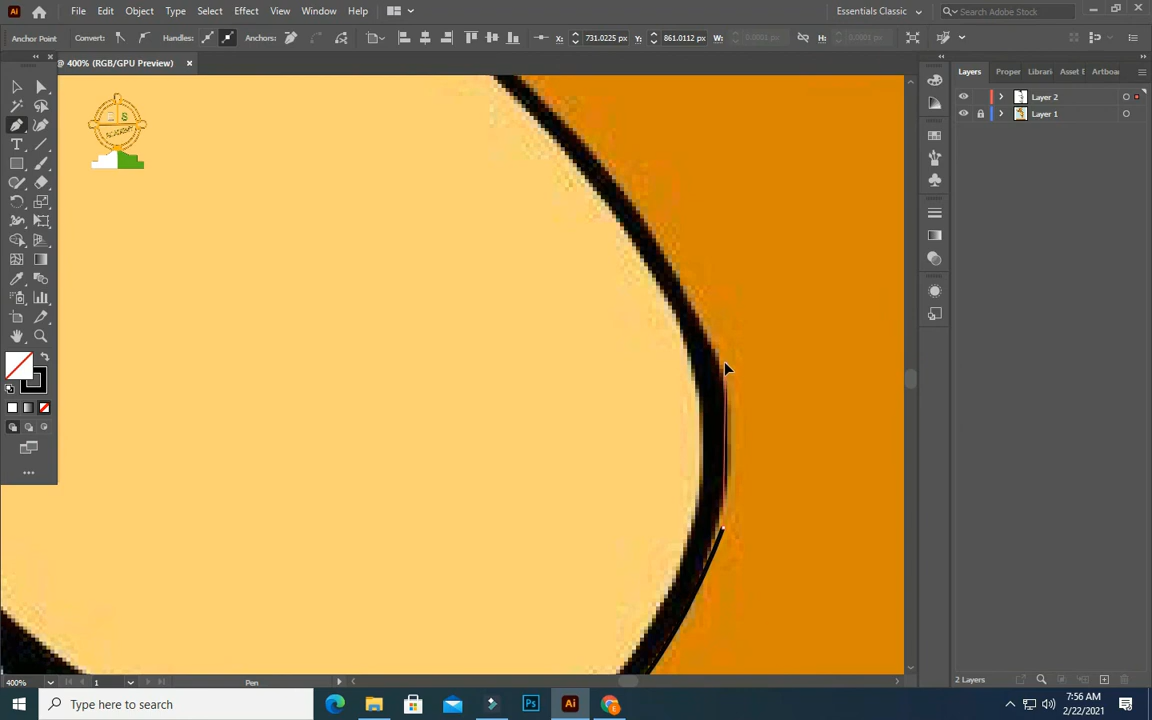 File Edit Object Type Select Effect View Window Help
Essentials Classic
Search Adobe Stock
Anchor Point Convert: Handles: Anchors: X: 731.0225 px Y: 861.0112 px W: 0.0001 px H: 0.0001 px
@ 400% (RGB/GPU Preview) ×
Layers Proper Librari Asset E Artboa
Layer 2
Layer 1
ACADEMY
400% 1 Pen
2 Layers
Type here to search
Ps Ai
7:56 AM
2/22/2021